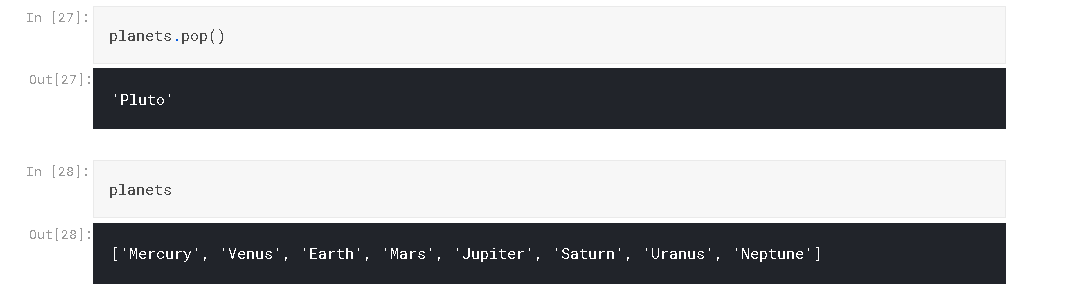 In [27]:
planets.pop()
Out[27]:
'Pluto'
In [28]:
planets
Out[28]:
['Mercury', 'Venus', 'Earth', 'Mars', 'Jupiter', 'Saturn', 'Uranus', 'Neptune']